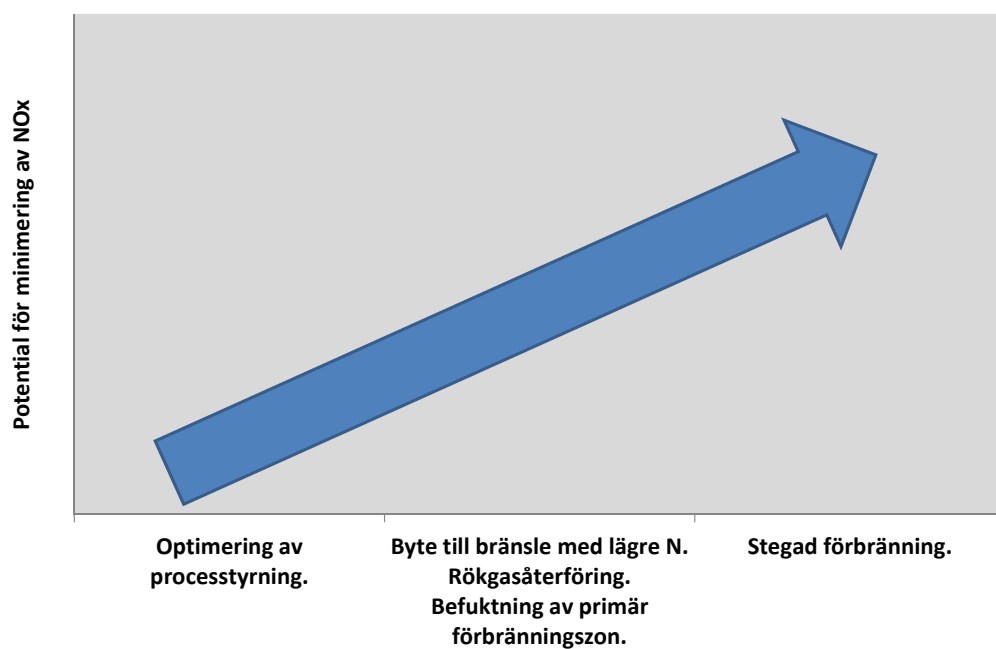 Potential för minimering av NOx
Optimering av
processtyrning.
Byte till bränsle med lägre N.
Rökgasåterföring.
Befuktning av primär
förbränningszon.
Stegad förbränning.